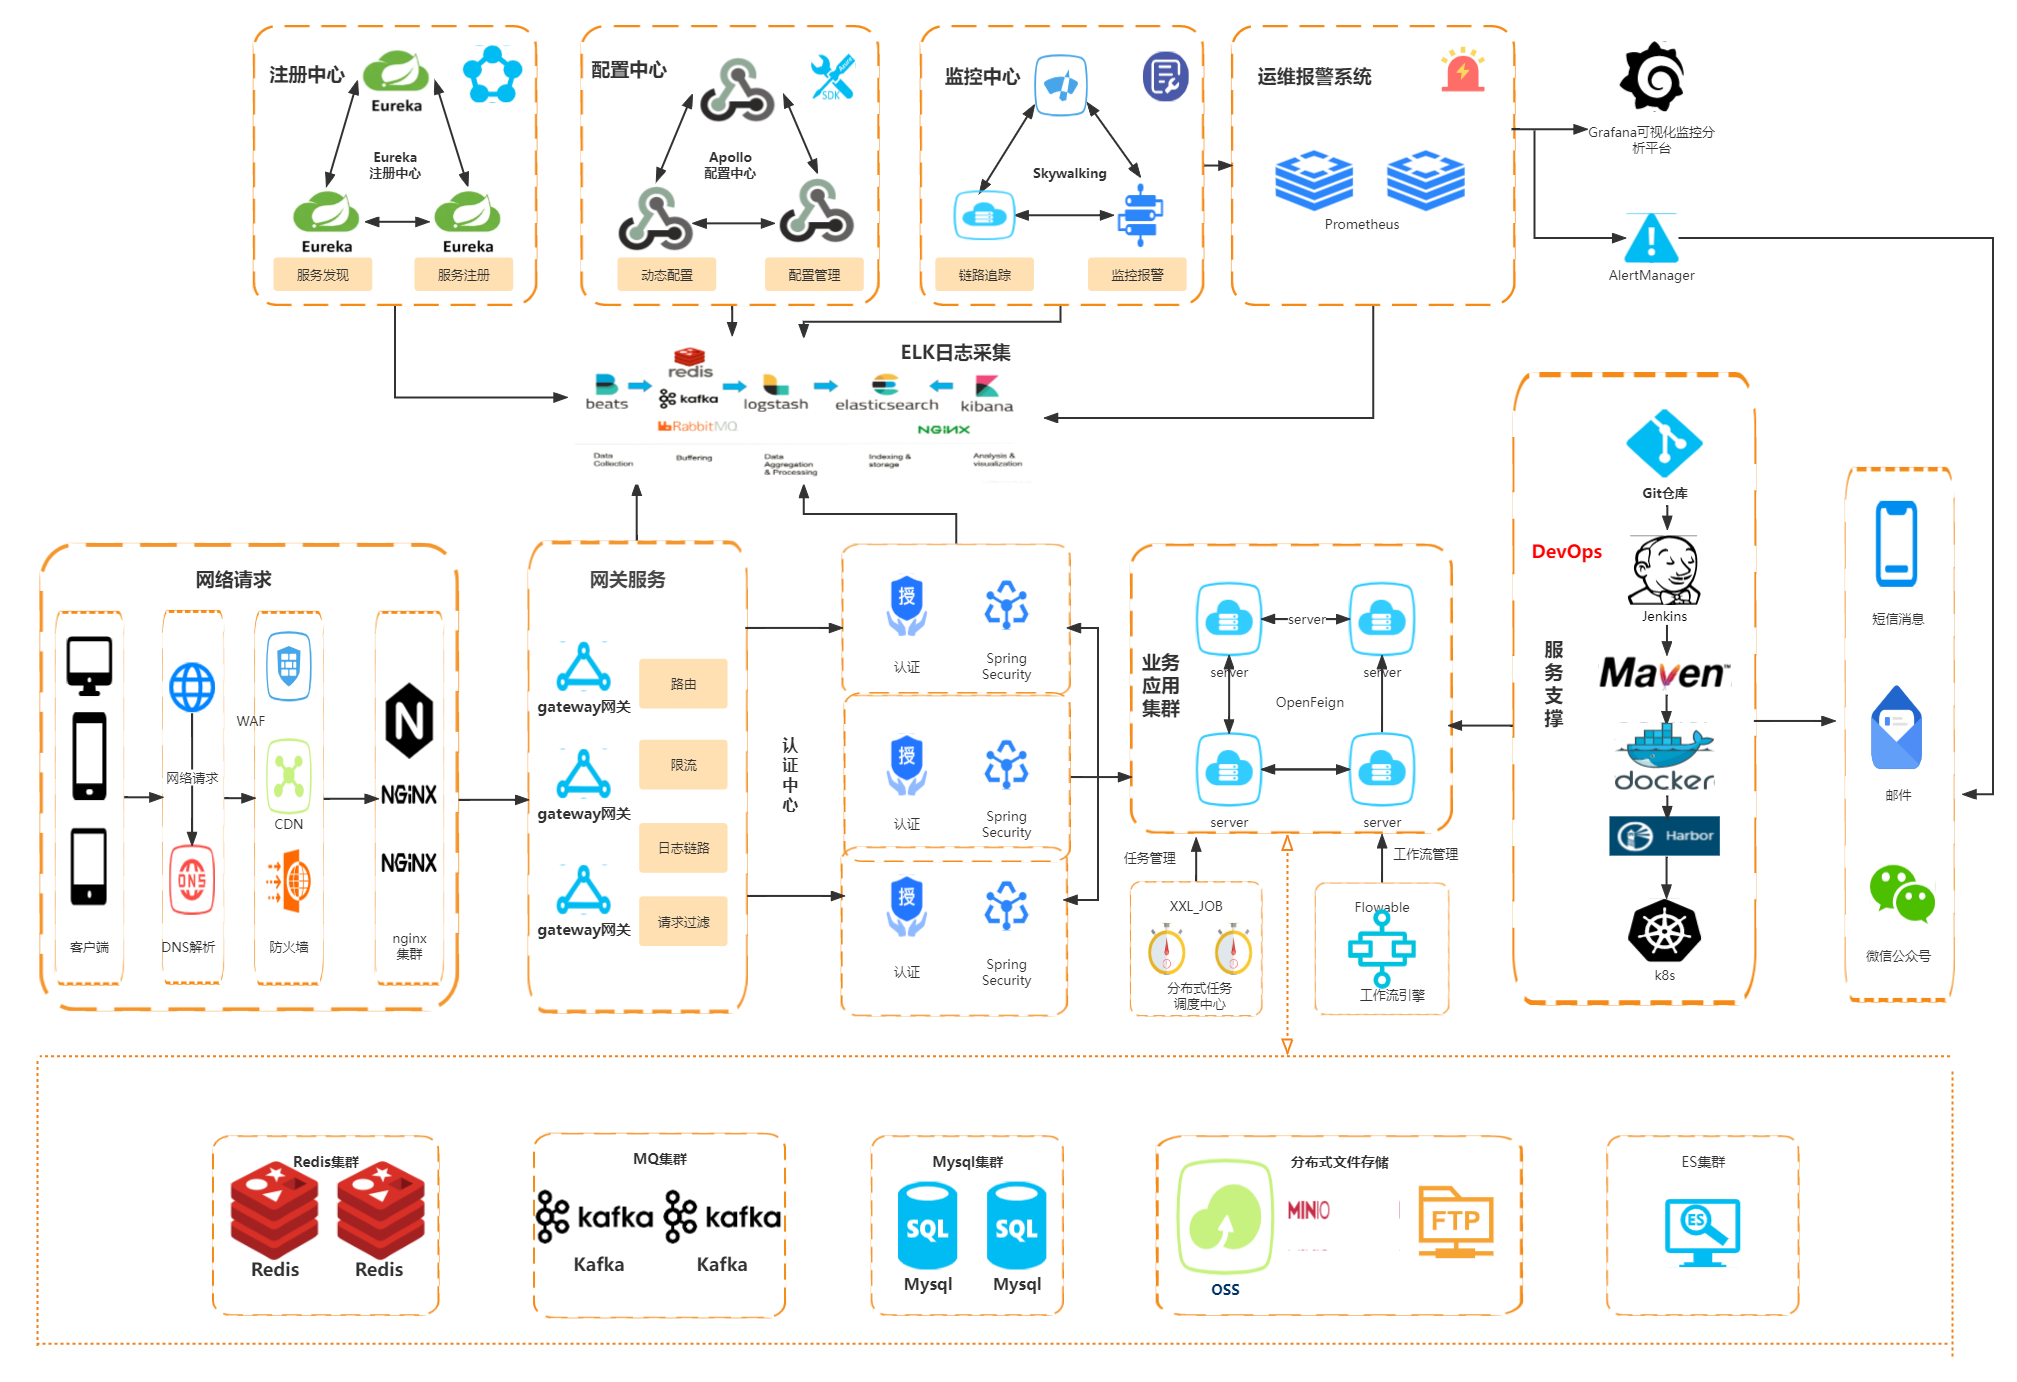 注册中心
Eureka
Eureka
注册中心
Eureka
Eureka
服务发现
服务注册
配置中心
SDK
Apollo
配置中心
动态配置
配置管理
监控中心
Skywalking
链路追踪
监控报警
运维报警系统
Prometheus
Grafana可视化监控分
析平台
AlertManager
ELK日志采集
redis
beats
kafka
logstash
elasticsearch
kibana
RabbitMQ
NGINX
Data
Collection
Buffering
Data
Aggregation
& Processing
Indexing &
storage
Analysis &
visualization
网络请求
WAF
网络请求
CDN
DNS
NGINX
NGINX
客户端
DNS解析
防火墙
nginx
集群
网关服务
gateway网关
gateway网关
gateway网关
路由
限流
日志链路
请求过滤
认
证
中
心
授
认证
Spring
Security
授
认证
Spring
Security
授
认证
Spring
Security
业务
应用
集群
server
server
server
OpenFeign
server
server
任务管理
工作流管理
XXL_JOB
分布式任务
调度中心
Flowable
工作流引擎
DevOps
服
务
支
撑
Git仓库
Jenkins
Maven™
docker
Harbor
k8s
短信消息
邮件
微信公众号
Redis集群
Redis
Redis
MQ集群
kafka
kafka
Kafka
Kafka
Mysql集群
SQL
SQL
Mysql
Mysql
分布式文件存储
MINIO
FTP
OSS
ES集群
ES